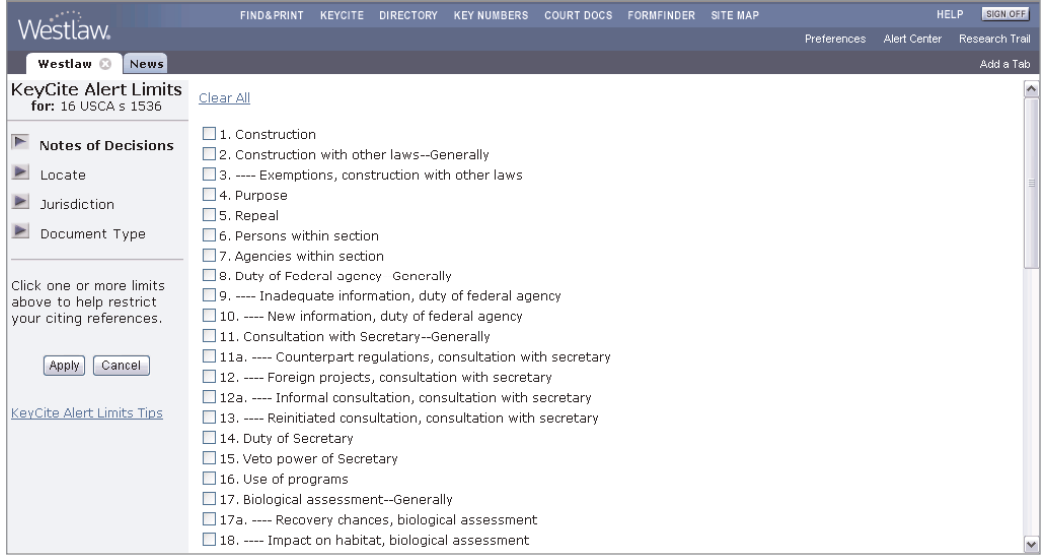 Westlaw.
FIND&PRINT KEYCITE DIRECTORY KEY NUMBERS COURT DOCS FORMFINDER SITE MAP
HELP SIGN OFF
Preferences Alert Center Research Trail
Westlaw News
Add a Tab
KeyCite Alert Limits
for: 16 USCA s 1536
Notes of Decisions
Locate
Jurisdiction
Document Type
Click one or more limits
above to help restrict
your citing references.
Apply Cancel
KeyCite Alert Limits Tips
Clear All
1. Construction
2. Construction with other laws--Generally
3. ---- Exemptions, construction with other laws
4. Purpose
5. Repeal
6. Persons within section
7. Agencies within section
8. Duty of Federal agency--Generally
9. ---- Inadequate information, duty of federal agency
10. ---- New information, duty of federal agency
11. Consultation with Secretary--Generally
11a. ---- Counterpart regulations, consultation with secretary
12. ---- Foreign projects, consultation with secretary
12a. ---- Informal consultation, consultation with secretary
13. ---- Reinitiated consultation, consultation with secretary
14. Duty of Secretary
15. Veto power of Secretary
16. Use of programs
17. Biological assessment--Generally
17a. ---- Recovery chances, biological assessment
18. ---- Impact on habitat, biological assessment